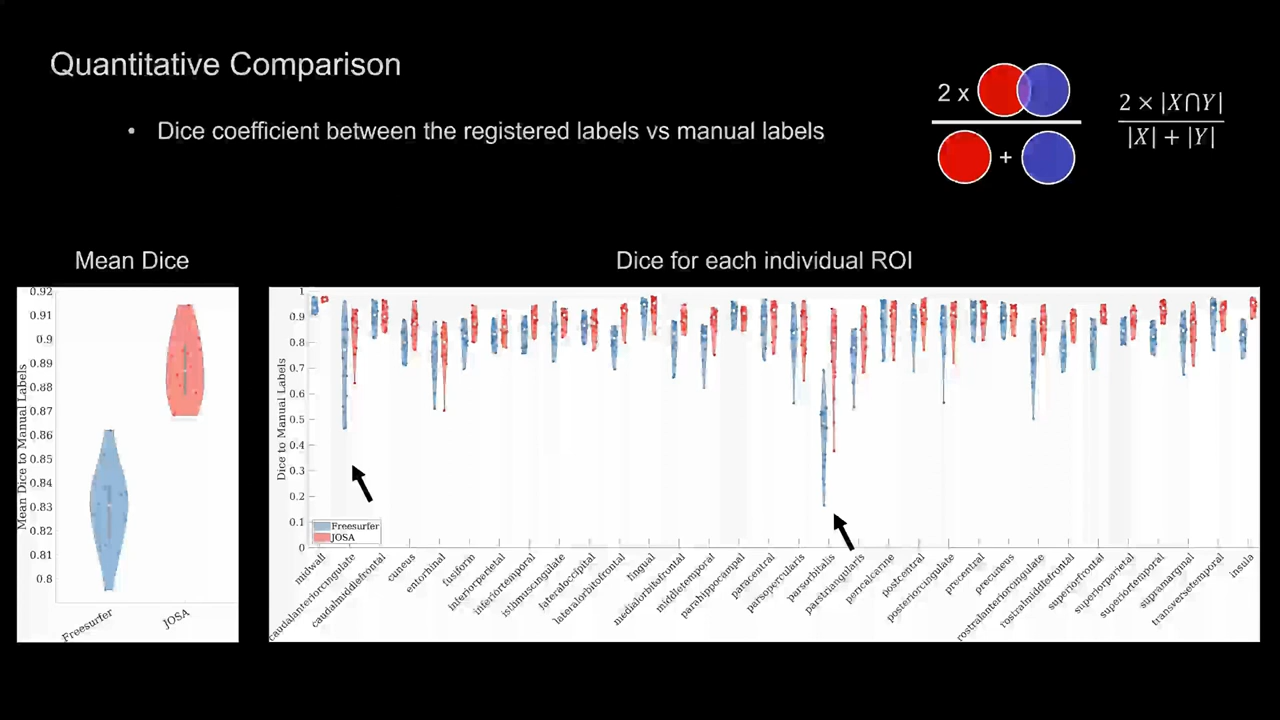 Quantitative Comparison
• Dice coefficient between the registered labels vs manual labels
2 x
+
2 × |X∩Y|
|X| + |Y|
Mean Dice
Dice for each individual ROI
Mean Dice to Manual Labels
0.92
0.91
0.9
0.89
0.88
0.87
0.86
0.85
0.84
0.83
0.82
0.81
0.8
Freesurfer
JOSA
Dice to Manual Labels
1
0.9
0.8
0.7
0.6
0.5
0.4
0.3
0.2
0.1
0
Freesurfer
JOSA
midwall
caudalanteriorcingulate
caudalmiddlefrontal
cuneus
entorhinal
fusiform
inferiorparietal
inferiortemporal
isthmuscingulate
lateraloccipital
lateralorbitofrontal
lingual
medialorbitofrontal
middletemporal
parahippocampal
paracentral
parsopercularis
parsorbitalis
parstriangularis
pericalcarine
postcentral
posteriorcingulate
precentral
precuneus
rostralanteriorcingulate
rostralmiddlefrontal
superiorfrontal
superiorparietal
superiortemporal
supramarginal
transversetemporal
insula